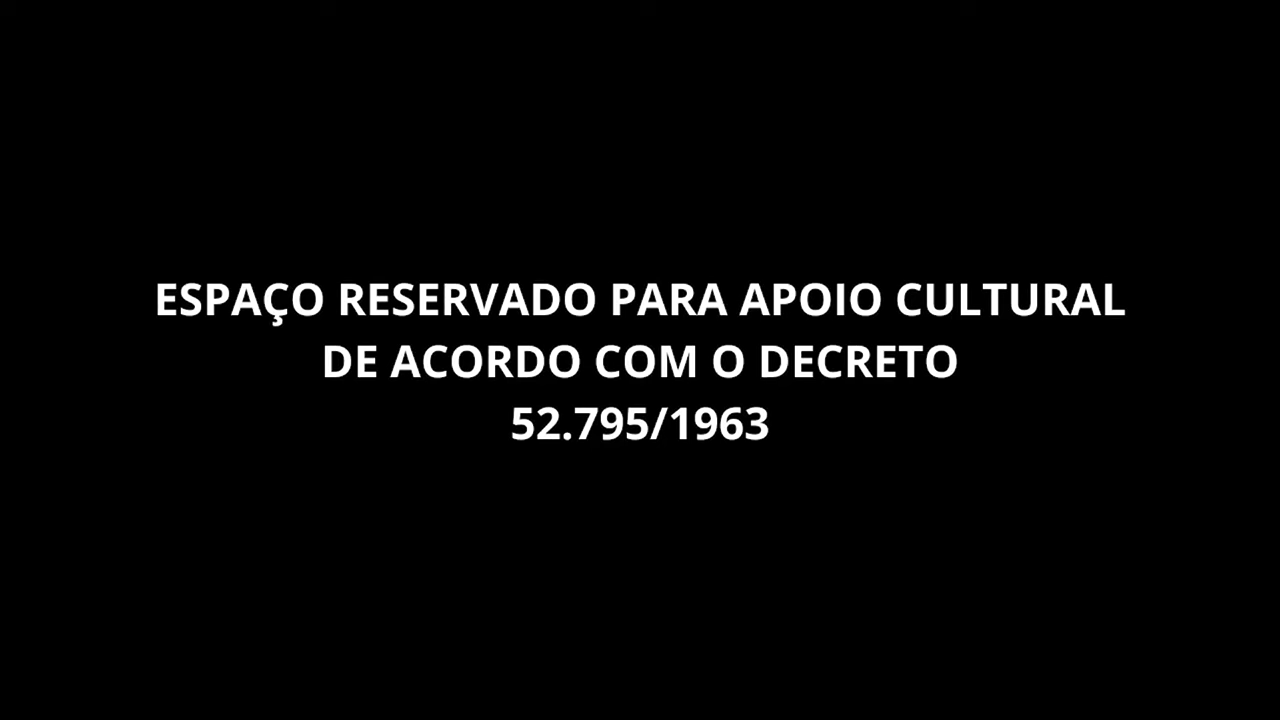 ESPAÇO RESERVADO PARA APOIO CULTURAL
DE ACORDO COM O DECRETO
52.795/1963